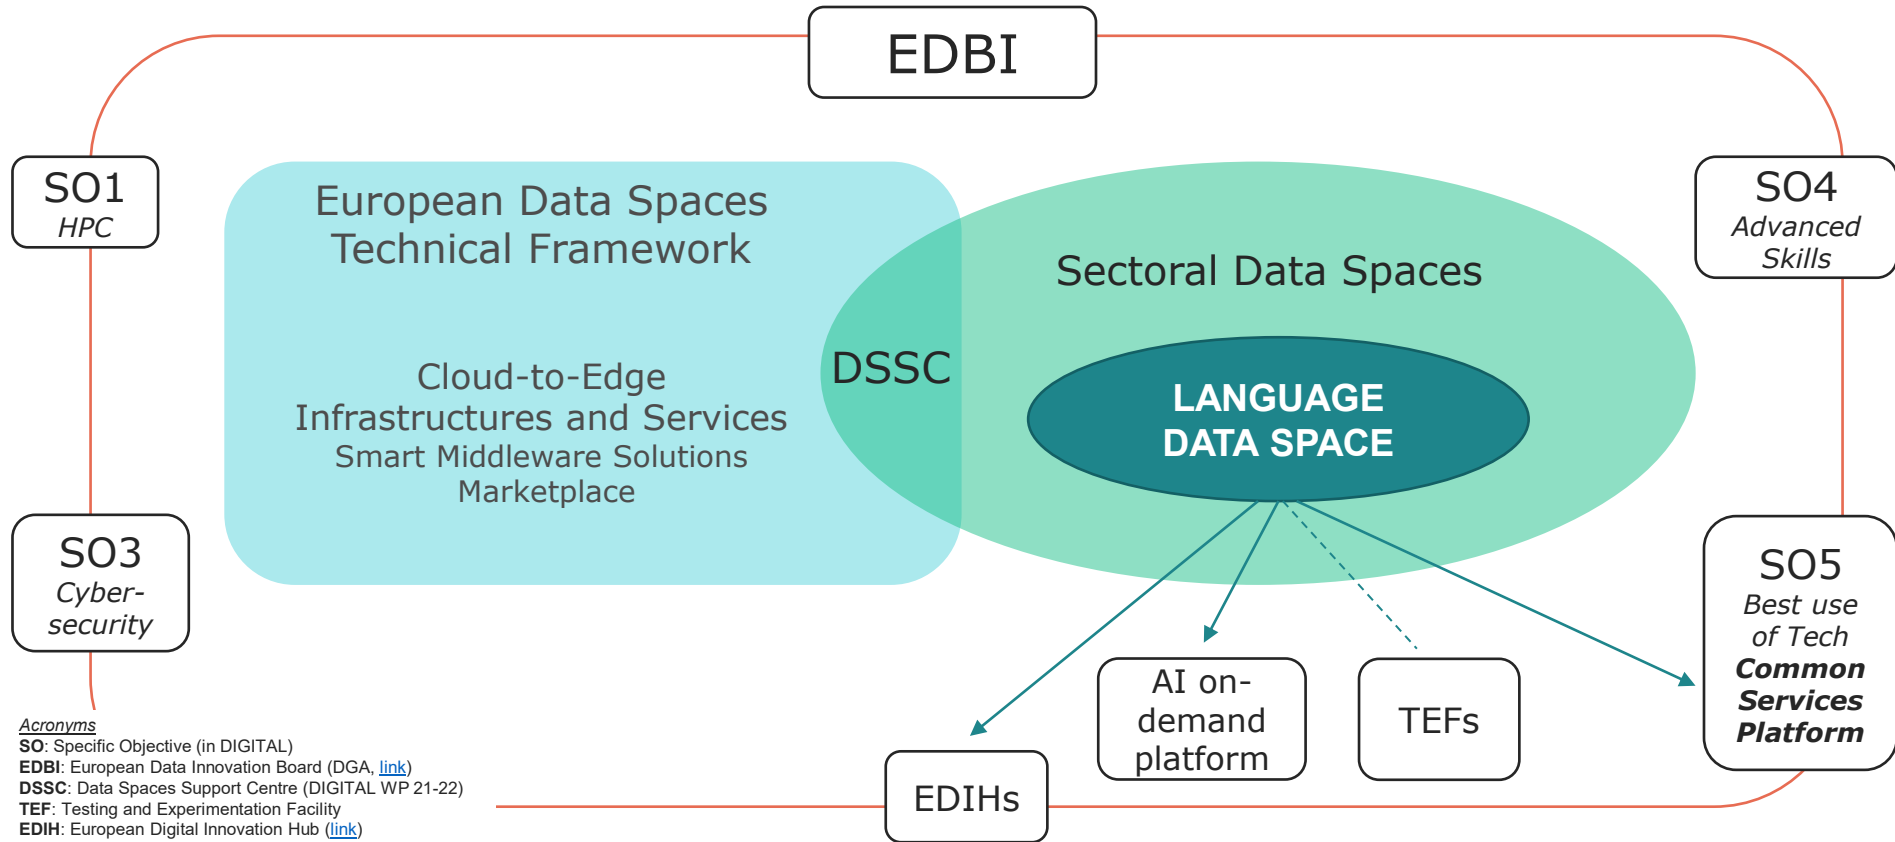 EDBI
SO1
HPC
European Data Spaces
Technical Framework
Cloud-to-Edge
Infrastructures and Services
Smart Middleware Solutions
Marketplace
DSSC
Sectoral Data Spaces
LANGUAGE
DATA SPACE
SO4
Advanced
Skills
SO3
Cyber-
security
SO5
Best use
of Tech
Common
Services
Platform
AI on-
demand
platform
TEFs
EDIHs
Acronyms
SO: Specific Objective (in DIGITAL)
EDBI: European Data Innovation Board (DGA, link)
DSSC: Data Spaces Support Centre (DIGITAL WP 21-22)
TEF: Testing and Experimentation Facility
EDIH: European Digital Innovation Hub (link)